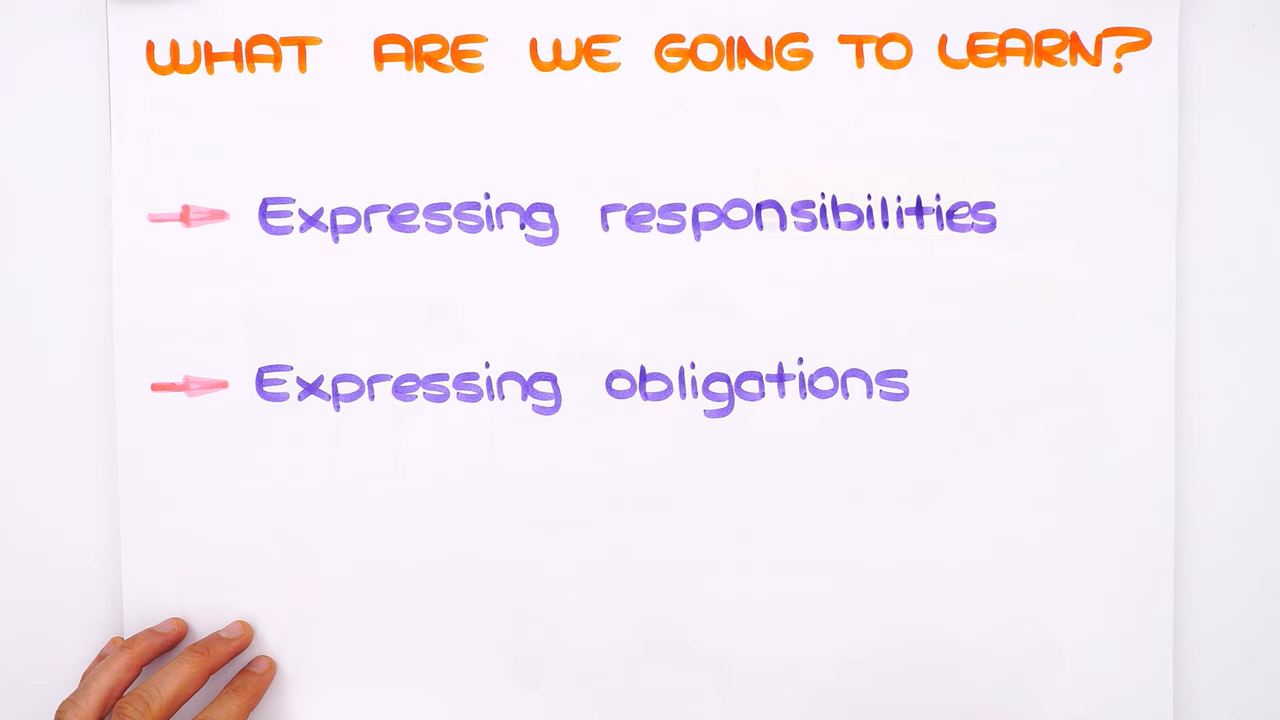 WHAT ARE WE GOING TO LEARN?
Expressing responsibilities
Expressing obligations